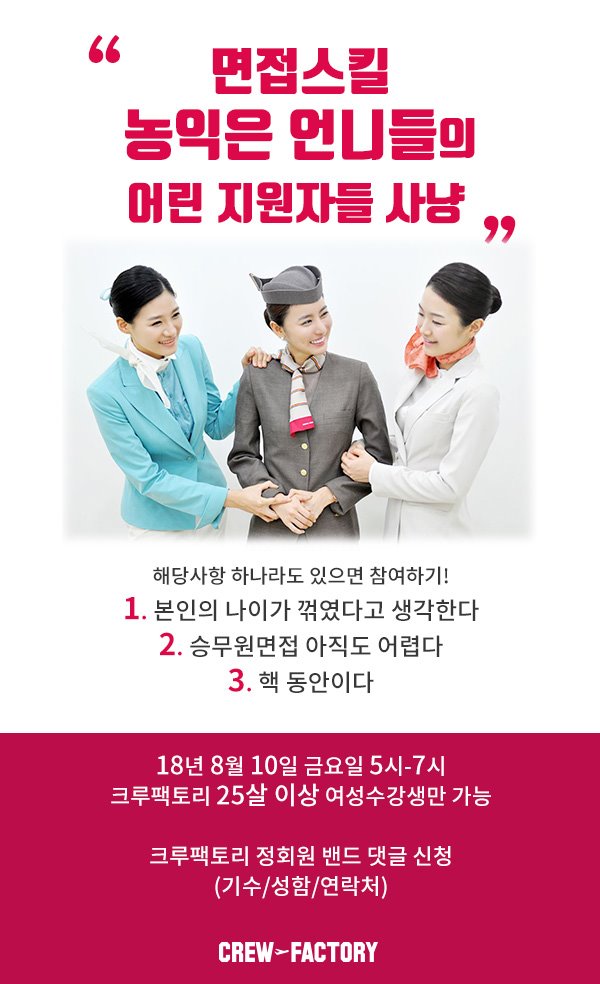 “
면접스킬
농익은 언니들의
어린 지원자들 사냥
”
해당사항 하나라도 있으면 참여하기!
1. 본인의 나이가 꺾였다고 생각한다
2. 승무원면접 아직도 어렵다
3. 핵 동안이다
18년 8월 10일 금요일 5시-7시
크루팩토리 25살 이상 여성수강생만 가능
크루팩토리 정회원 밴드 댓글 신청
(기수/성함/연락처)
CREW FACTORY